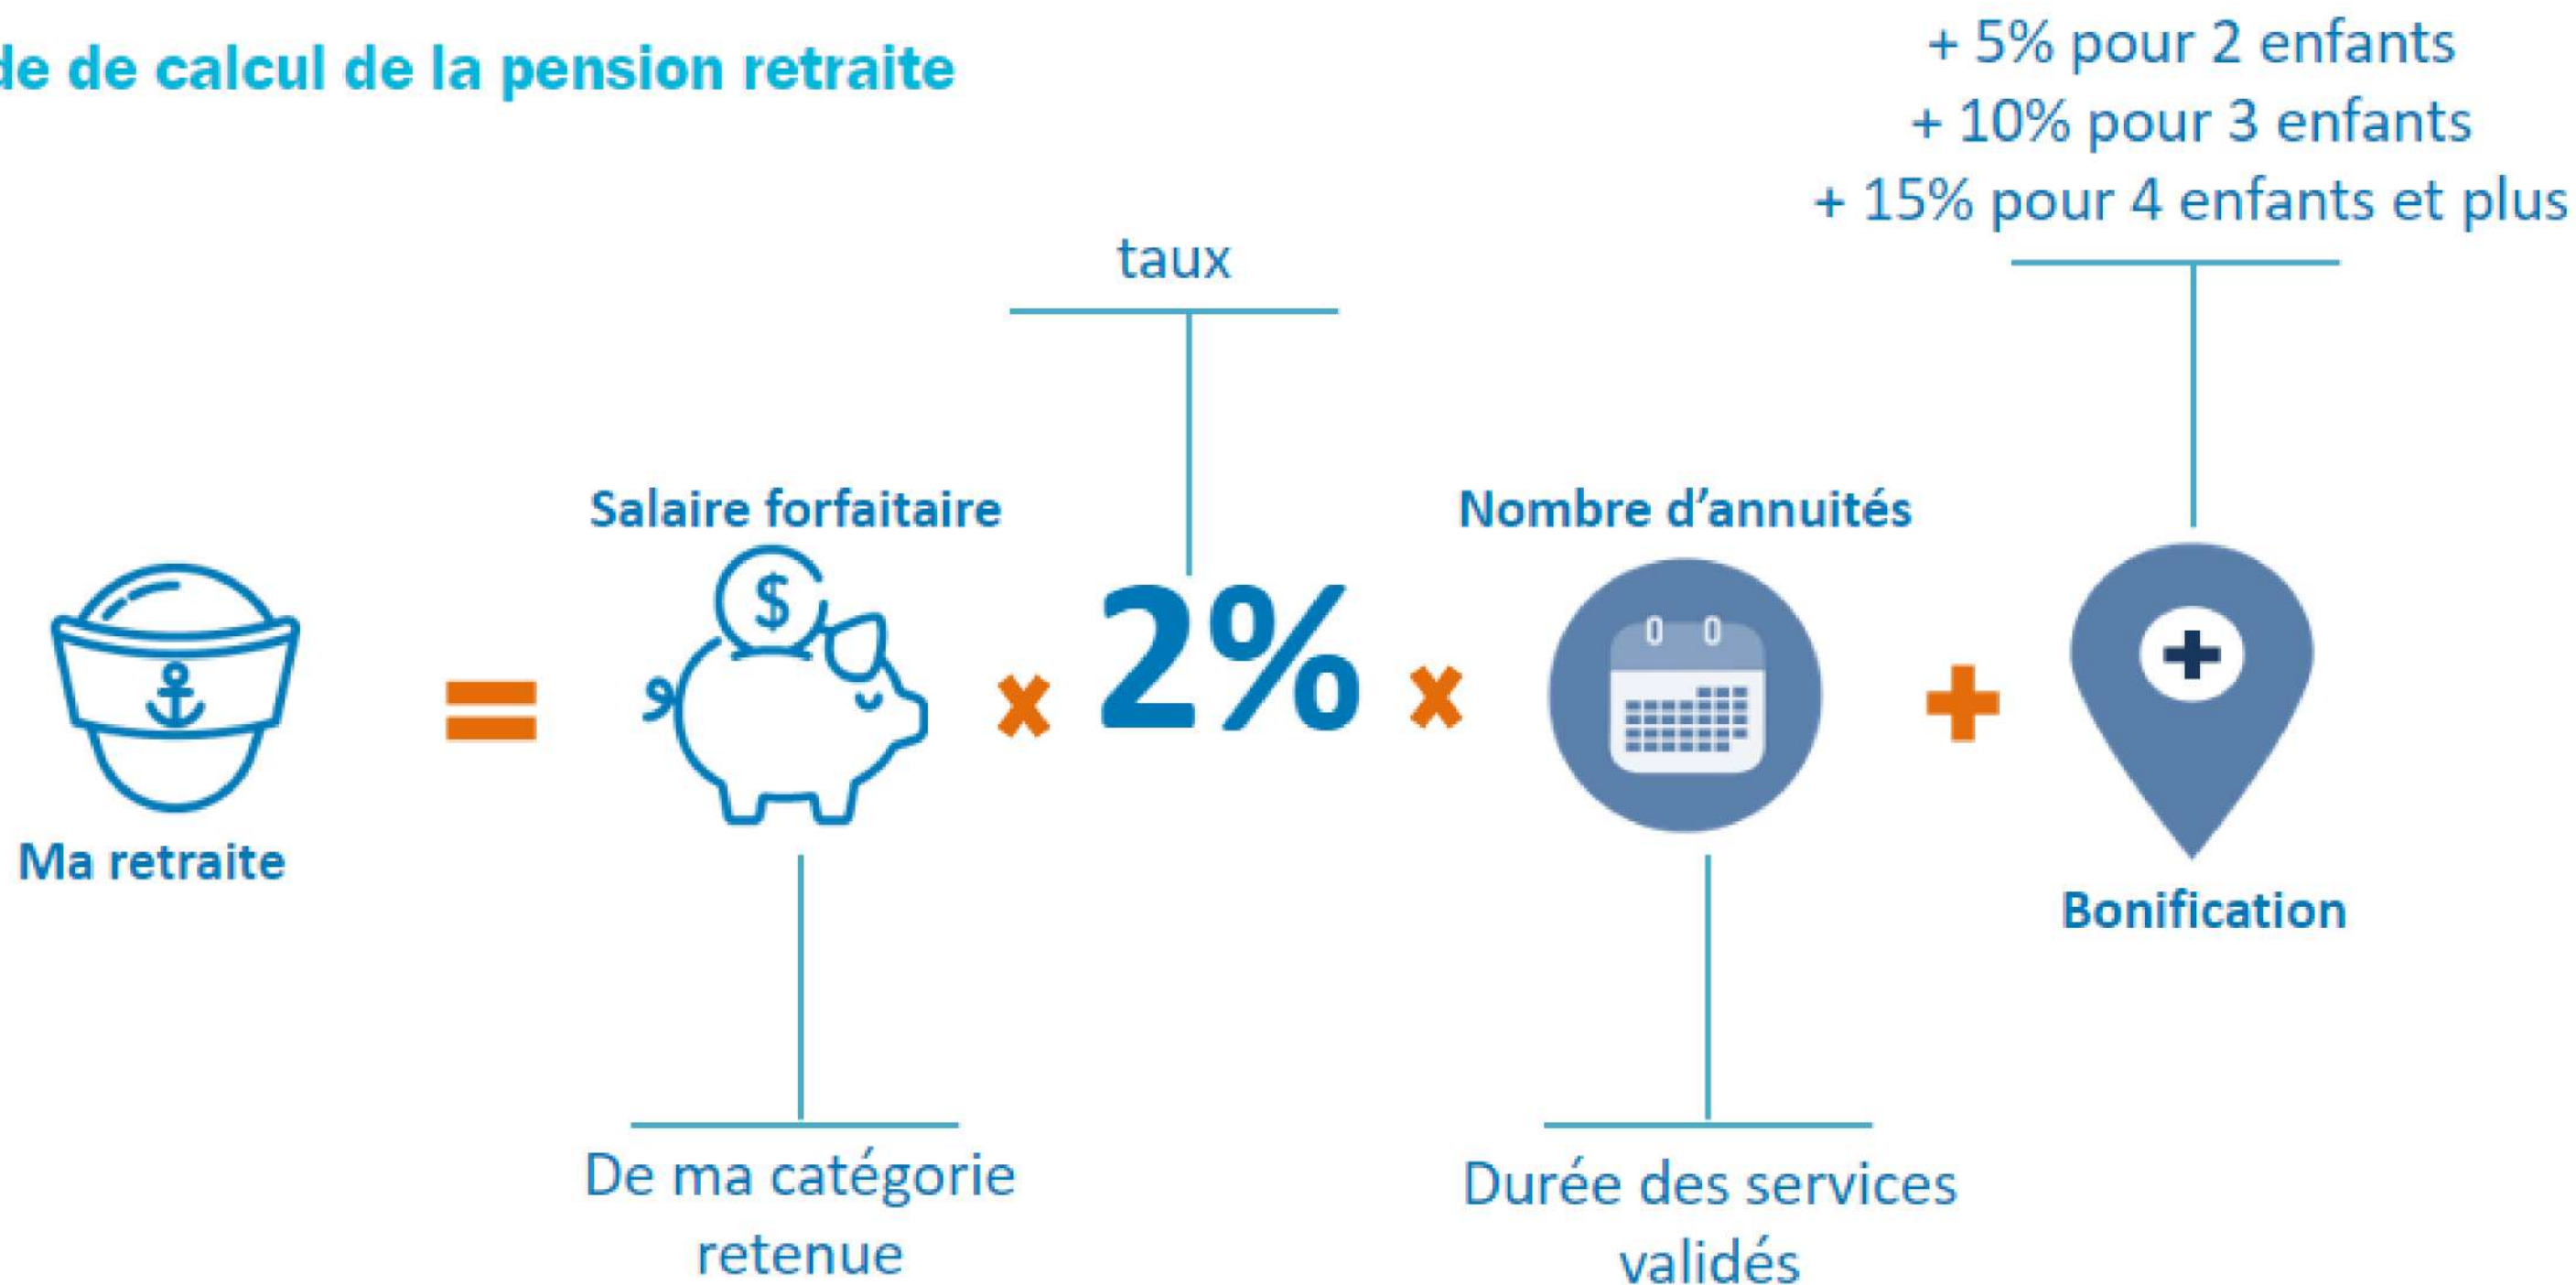 de de calcul de la pension retraite
+ 5% pour 2 enfants
+ 10% pour 3 enfants
+ 15% pour 4 enfants et plus
taux
Salaire forfaitaire
Nombre d’annuités
$
=
×
2%
×
+
+
Ma retraite
Bonification
De ma catégorie
retenue
Durée des services
validés